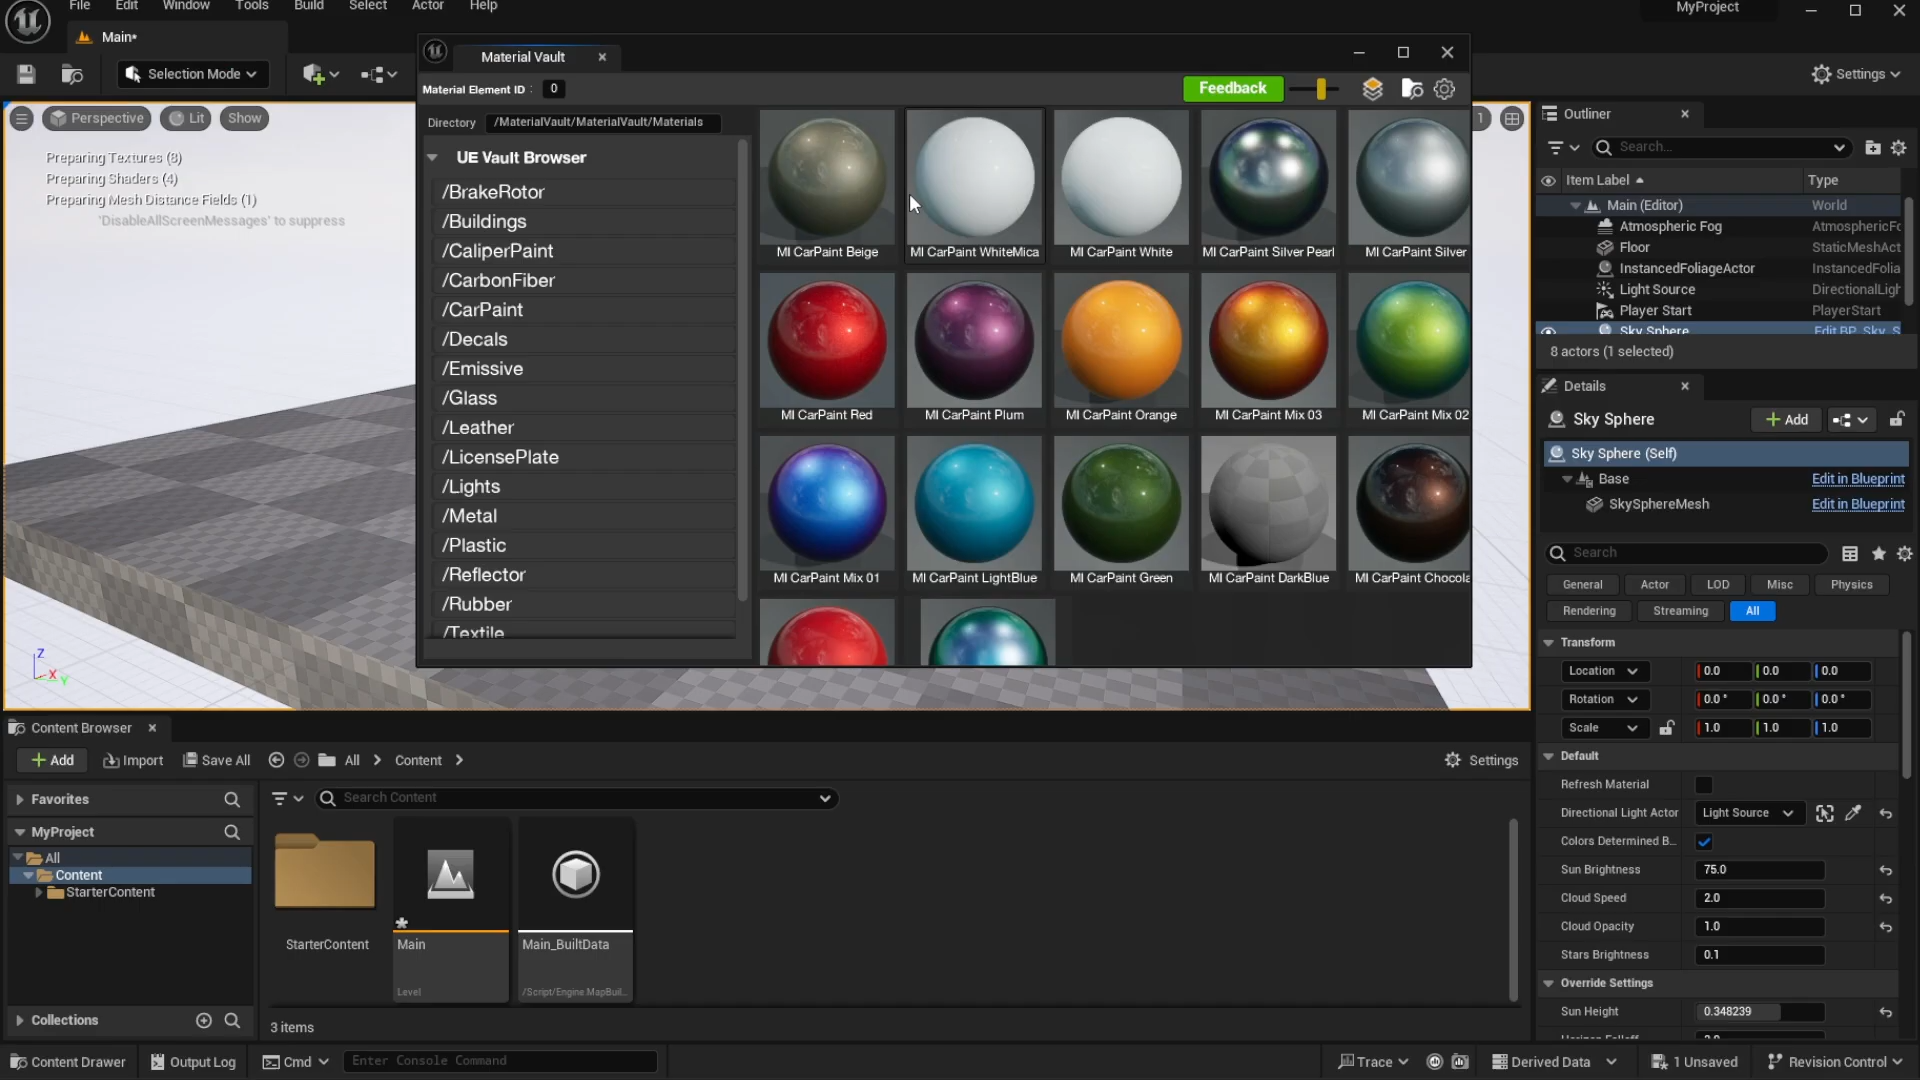 File Edit Window Tools Build Select Actor Help
MyProject
Main*
Selection Mode
Settings
Material Vault
Material Element ID : 0
Feedback
Directory /MaterialVault/MaterialVault/Materials
UE Vault Browser
/BrakeRotor
/Buildings
/CaliperPaint
/CarbonFiber
/CarPaint
/Decals
/Emissive
/Glass
/Leather
/LicensePlate
/Lights
/Metal
/Plastic
/Reflector
/Rubber
/Textile
MI CarPaint Beige
MI CarPaint WhiteMica
MI CarPaint White
MI CarPaint Silver Pearl
MI CarPaint Silver
MI CarPaint Red
MI CarPaint Plum
MI CarPaint Orange
MI CarPaint Mix 03
MI CarPaint Mix 02
MI CarPaint Mix 01
MI CarPaint LightBlue
MI CarPaint Green
MI CarPaint DarkBlue
MI CarPaint Chocola
Perspective Lit Show
1
Preparing Textures (8)
Preparing Shaders (4)
Preparing Mesh Distance Fields (1)
'DisableAllScreenMessages' to suppress
Z
X
Y
Outliner
Search...
Item Label Type
Main (Editor) World
Atmospheric Fog AtmosphericFo
Floor StaticMeshAct
InstancedFoliageActor InstancedFolia
Light Source DirectionalLigh
Player Start PlayerStart
Sky Sphere Edit BP_Sky_S
8 actors (1 selected)
Details
Sky Sphere
Add
Sky Sphere (Self)
Base Edit in Blueprint
SkySphereMesh Edit in Blueprint
Search
General Actor LOD Misc Physics
Rendering Streaming All
Transform
Location 0.0 0.0 0.0
Rotation 0.0 ° 0.0 ° 0.0 °
Scale 1.0 1.0 1.0
Default
Refresh Material
Directional Light Actor Light Source
Colors Determined B...
Sun Brightness 75.0
Cloud Speed 2.0
Cloud Opacity 1.0
Stars Brightness 0.1
Override Settings
Sun Height 0.348239
Content Browser
Add Import Save All All Content Settings
Favorites
MyProject
All
Content
StarterContent
Collections
Search Content
StarterContent
Main
Level
Main_BuiltData
/Script/Engine.MapBuil...
3 items
Content Drawer Output Log Cmd Enter Console Command Trace Derived Data 1 Unsaved Revision Control